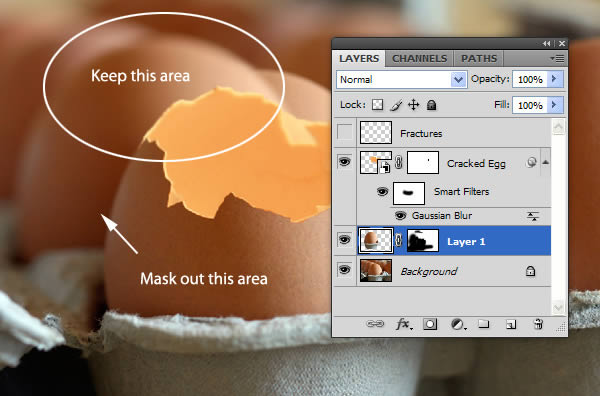 Keep this area
Mask out this area
LAYERS CHANNELS PATHS
Normal Opacity: 100%
Lock: Fill: 100%
Fractures
Cracked Egg
Smart Filters
Gaussian Blur
Layer 1
Background
fx